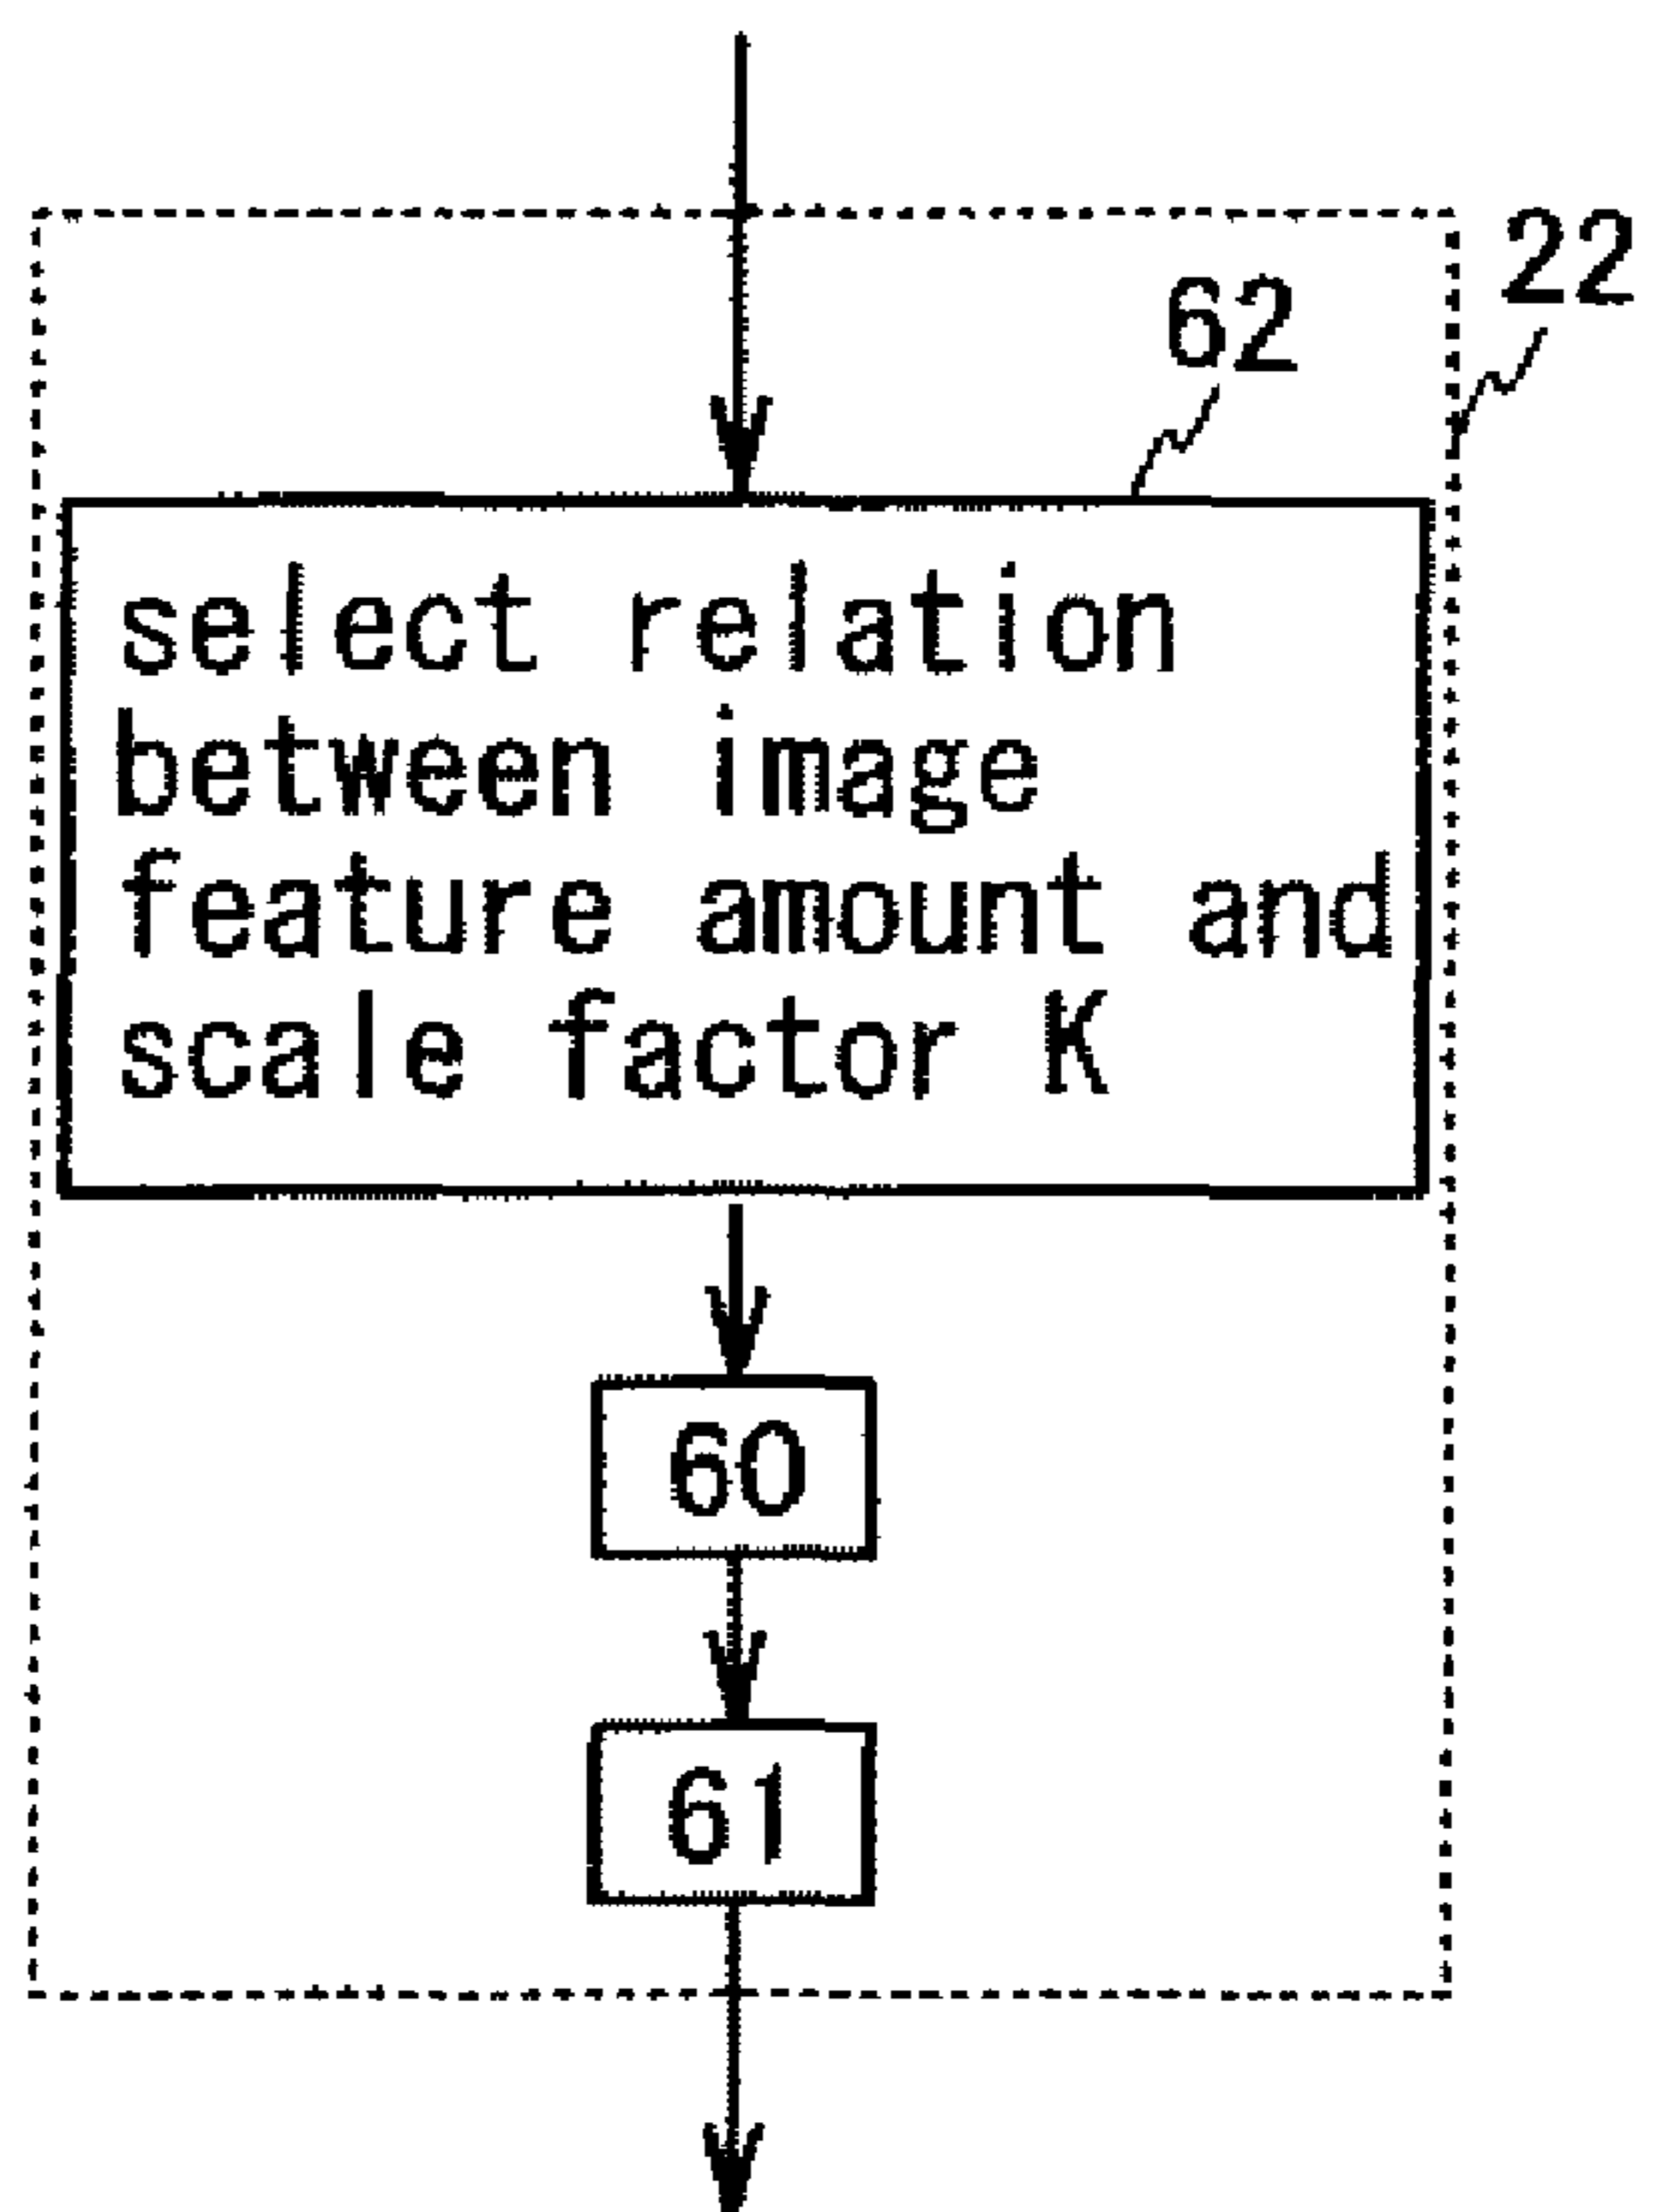 22
62
select relation
between image
feature amount and
scale factor K
60
61